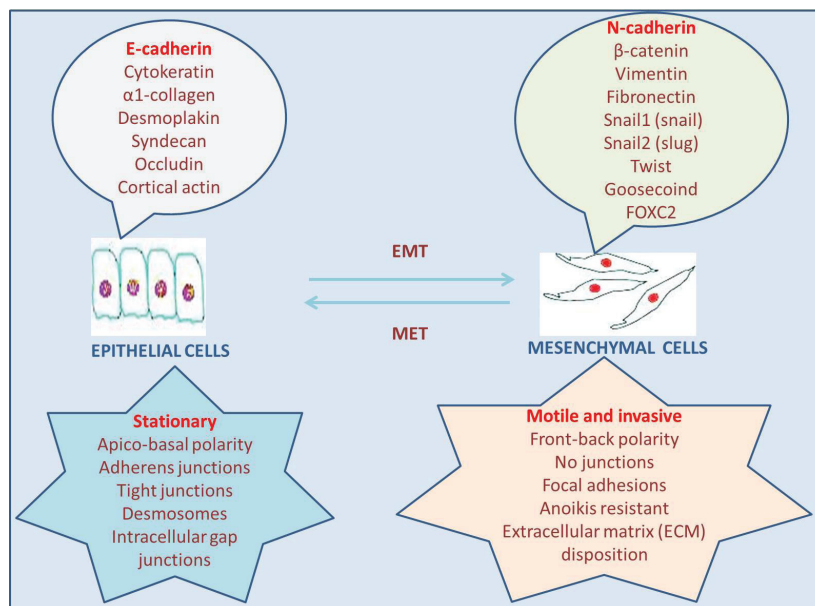 E-cadherin
Cytokeratin
α1-collagen
Desmoplakin
Syndecan
Occludin
Cortical actin
N-cadherin
β-catenin
Vimentin
Fibronectin
Snail1 (snail)
Snail2 (slug)
Twist
Goosecoind
FOXC2
EMT
MET
EPITHELIAL CELLS
MESENCHYMAL CELLS
Stationary
Apico-basal polarity
Adherens junctions
Tight junctions
Desmosomes
Intracellular gap
junctions
Motile and invasive
Front-back polarity
No junctions
Focal adhesions
Anoikis resistant
Extracellular matrix (ECM)
disposition